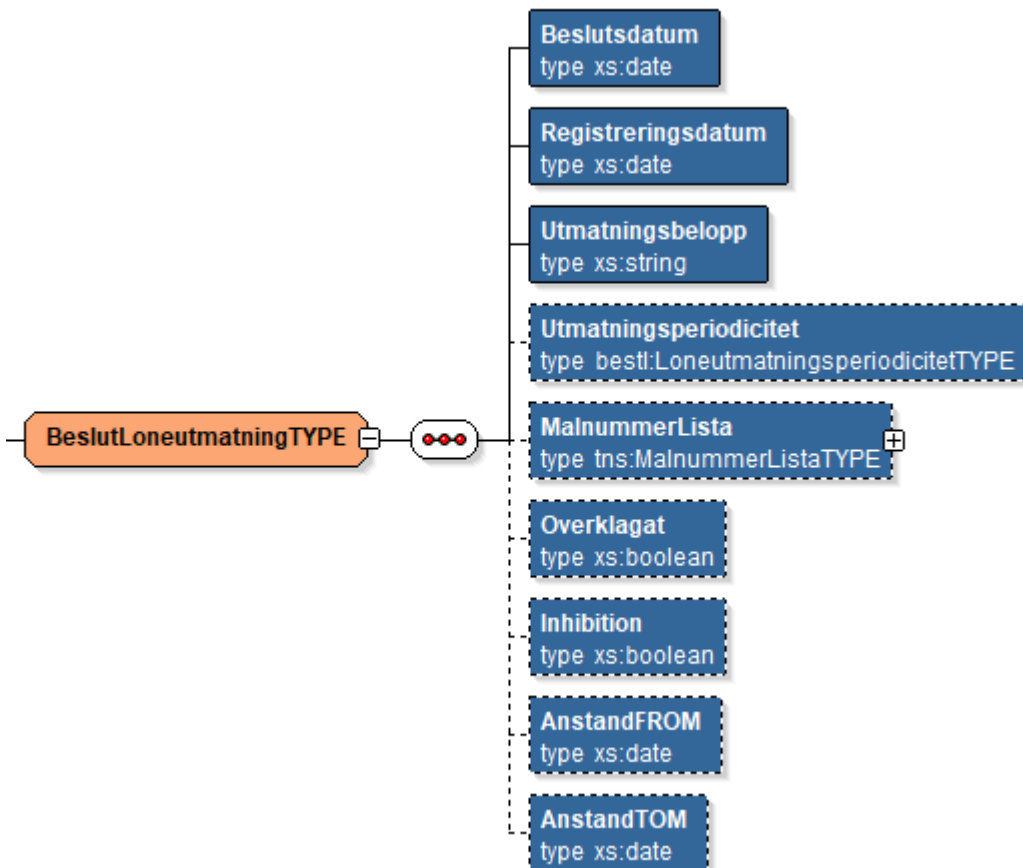 Beslutsdatum
type xs:date
Registreringsdatum
type xs:date
Utmatningsbelopp
type xs:string
Utmatningsperiodicitet
type bestl:LoneutmatningsperiodicitetTYPE
BeslutLoneutmatningTYPE
MalnummerLista
type tns:MalnummerListaTYPE
Overklagat
type xs:boolean
Inhibition
type xs:boolean
AnstandFROM
type xs:date
AnstandTOM
type xs:date